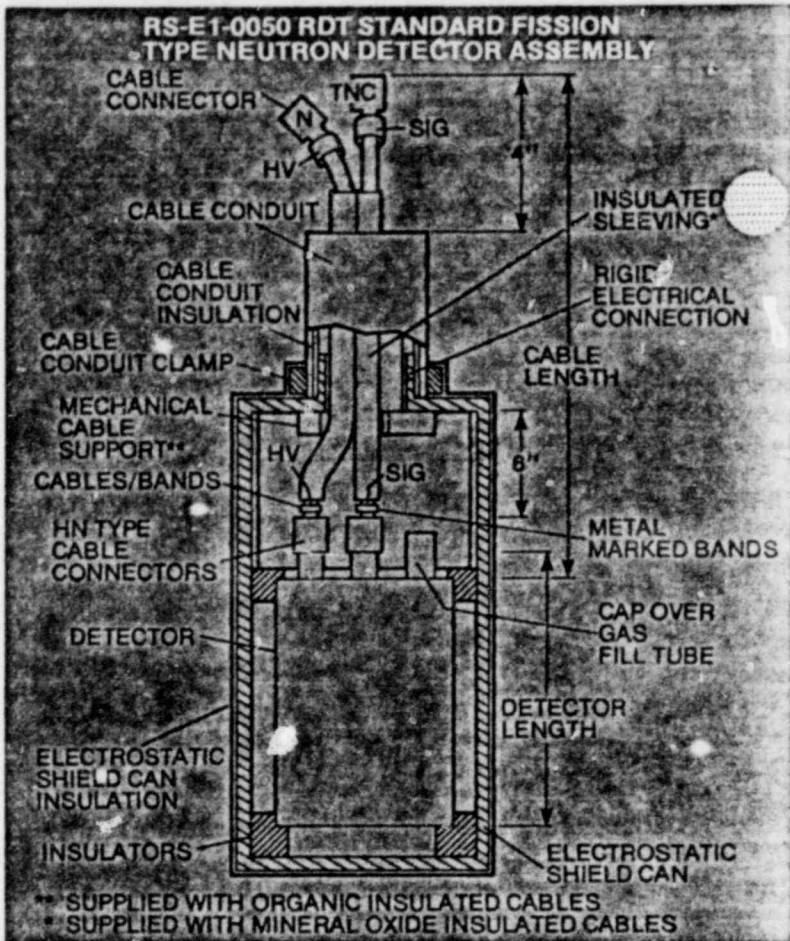 RS-E1-0050 RDT STANDARD FISSION
TYPE NEUTRON DETECTOR ASSEMBLY
CABLE
CONNECTOR
TNC
N
SIG
HV
4"
CABLE CONDUIT
INSULATED
SLEEVING*
CABLE
CONDUIT
INSULATION
RIGID
ELECTRICAL
CONNECTION
CABLE
CONDUIT CLAMP
CABLE
LENGTH
MECHANICAL
CABLE
SUPPORT**
HV
SIG
6"
CABLES/BANDS
HN TYPE
CABLE
CONNECTORS
METAL
MARKED BANDS
DETECTOR
CAP OVER
GAS
FILL TUBE
DETECTOR
LENGTH
ELECTROSTATIC
SHIELD CAN
INSULATION
INSULATORS
ELECTROSTATIC
SHIELD CAN
** SUPPLIED WITH ORGANIC INSULATED CABLES
* SUPPLIED WITH MINERAL OXIDE INSULATED CABLES